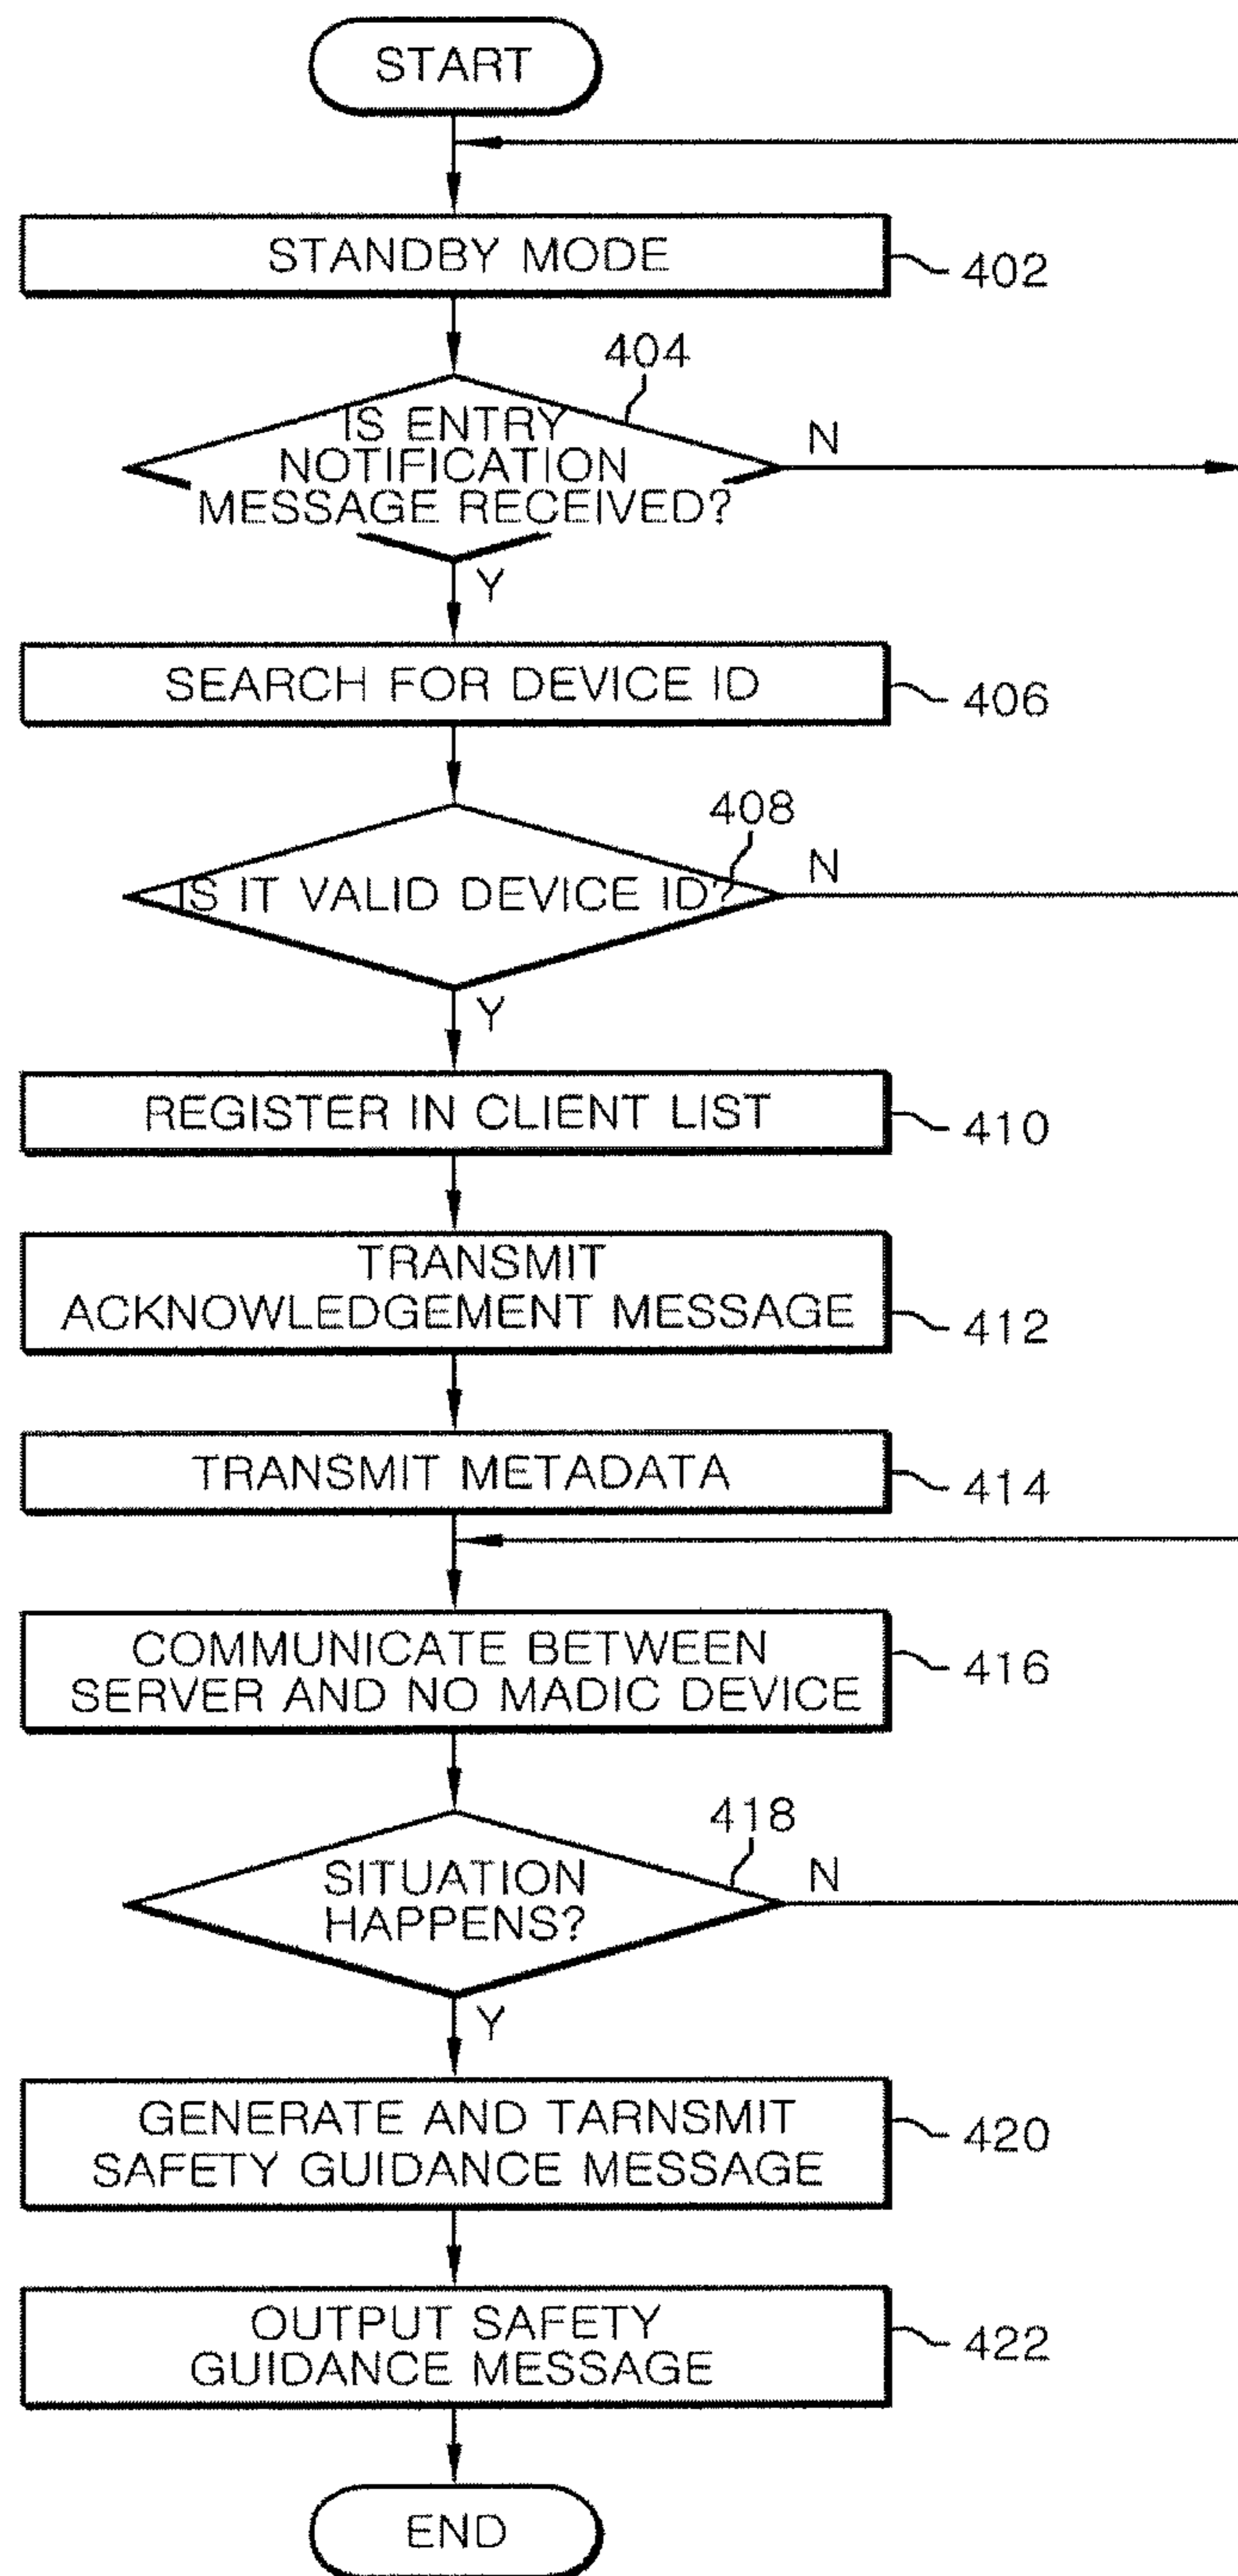 START
STANDBY MODE
402
404
IS ENTRY
NOTIFICATION
MESSAGE RECEIVED?
N
Y
SEARCH FOR DEVICE ID
406
408
IS IT VALID DEVICE ID?
N
Y
REGISTER IN CLIENT LIST
410
TRANSMIT
ACKNOWLEDGEMENT MESSAGE
412
TRANSMIT METADATA
414
COMMUNICATE BETWEEN
SERVER AND NO MADIC DEVICE
416
418
SITUATION
HAPPENS?
N
Y
GENERATE AND TARNSMIT
SAFETY GUIDANCE MESSAGE
420
OUTPUT SAFETY
GUIDANCE MESSAGE
422
END